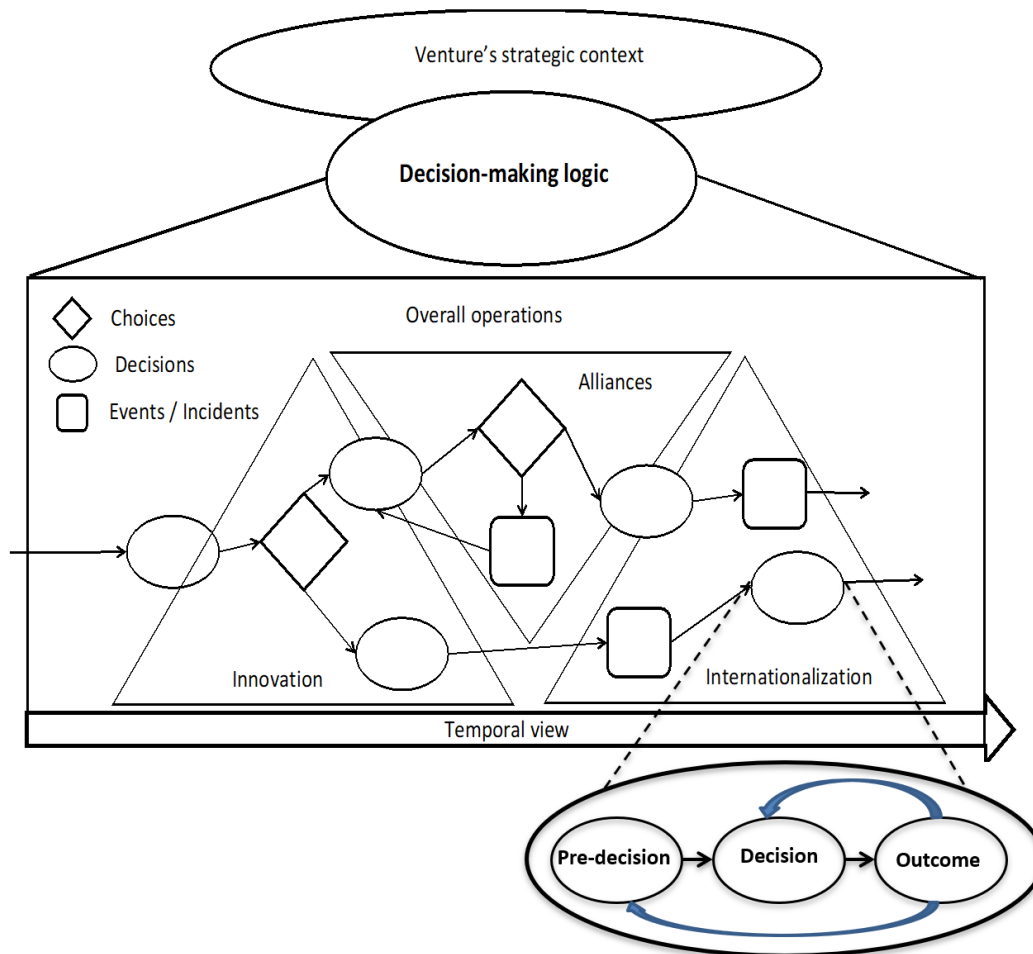 Venture's strategic context
Decision-making logic
Overall operations
Choices
Decisions
Events / Incidents
Alliances
Innovation
Internationalization
Temporal view
Pre-decision
Decision
Outcome